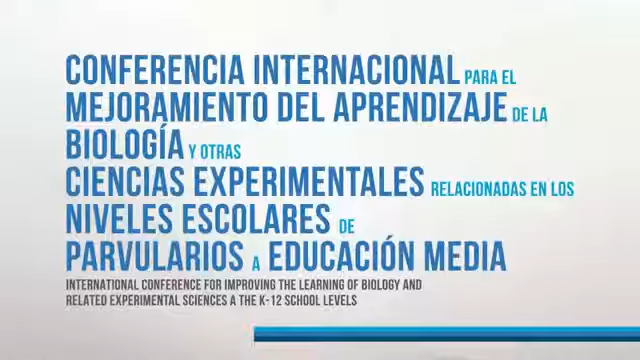 CONFERENCIA INTERNACIONAL PARA EL
MEJORAMIENTO DEL APRENDIZAJE DE LA
BIOLOGÍA Y OTRAS
CIENCIAS EXPERIMENTALES RELACIONADAS EN LOS
NIVELES ESCOLARES DE
PARVULARIOS A EDUCACIÓN MEDIA
INTERNATIONAL CONFERENCE FOR IMPROVING THE LEARNING OF BIOLOGY AND
RELATED EXPERIMENTAL SCIENCES A THE K-12 SCHOOL LEVELS